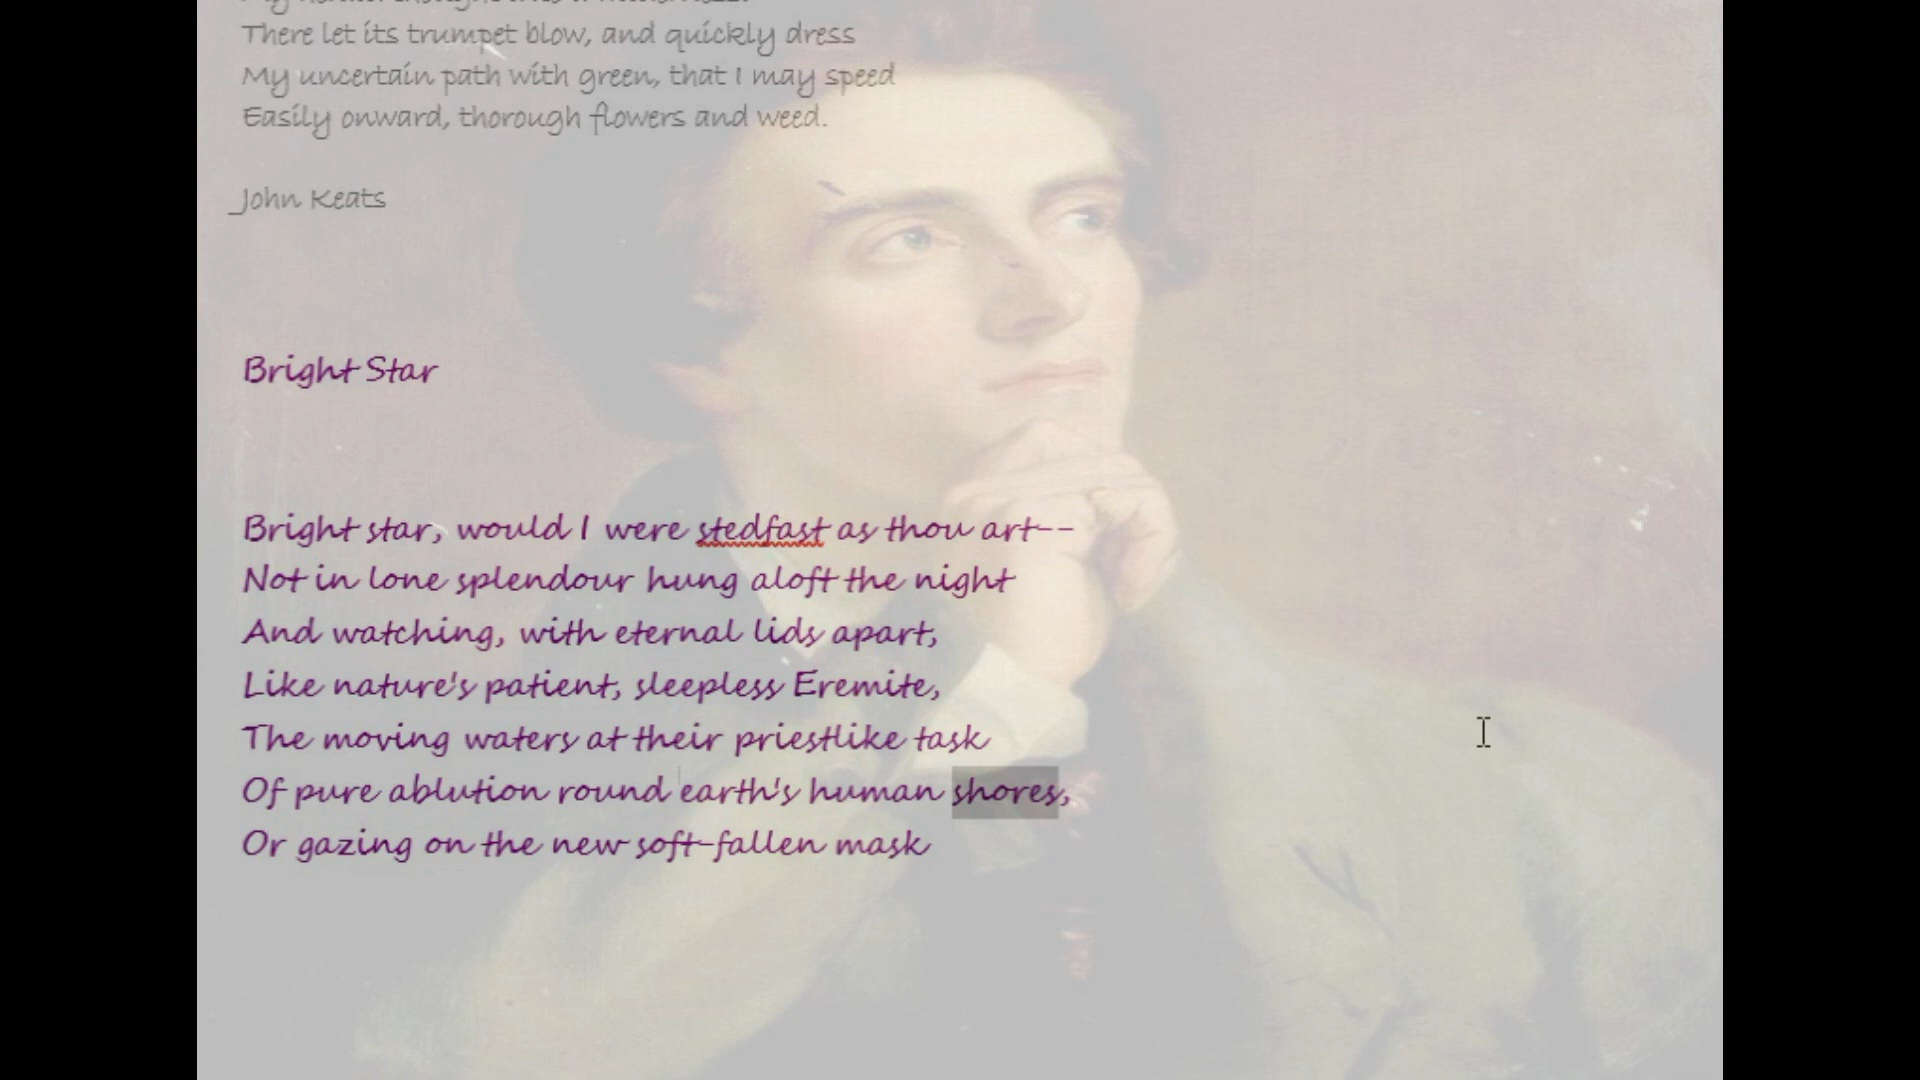 There let its trumpet blow, and quickly dress
My uncertain path with green, that I may speed
Easily onward, thorough flowers and weed.
John Keats
Bright Star
Bright star, would I were stedfast as thou art--
Not in lone splendour hung aloft the night
And watching, with eternal lids apart,
Like nature's patient, sleepless Eremite,
The moving waters at their priestlike task
Of pure ablution round earth's human shores,
Or gazing on the new soft-fallen mask